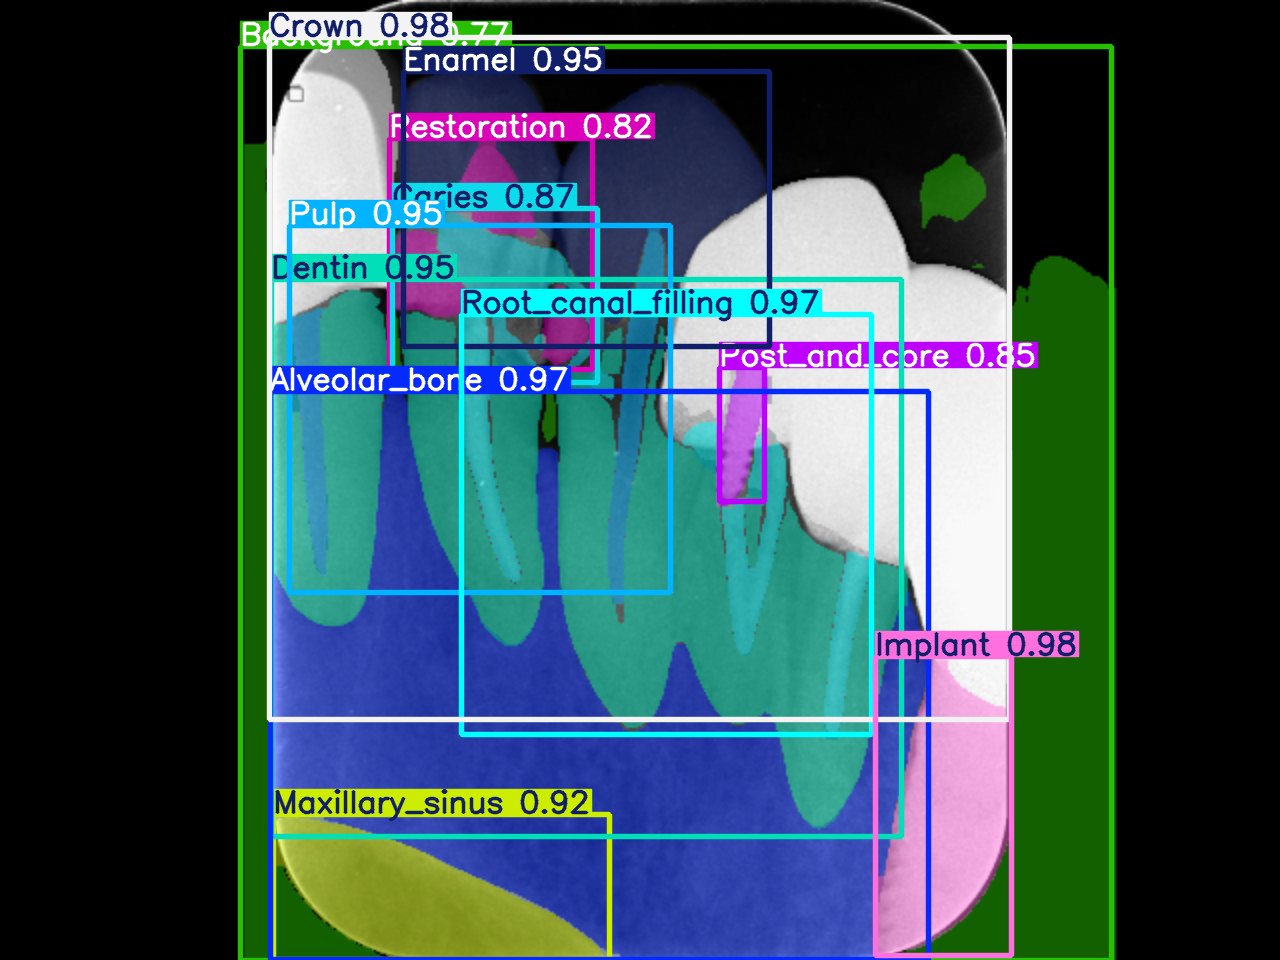 Crown 0.98
Background 0.77
Enamel 0.95
Restoration 0.82
Caries 0.87
Pulp 0.95
Dentin 0.95
Root_canal_filling 0.97
Post_and_core 0.85
Alveolar_bone 0.97
Implant 0.98
Maxillary_sinus 0.92